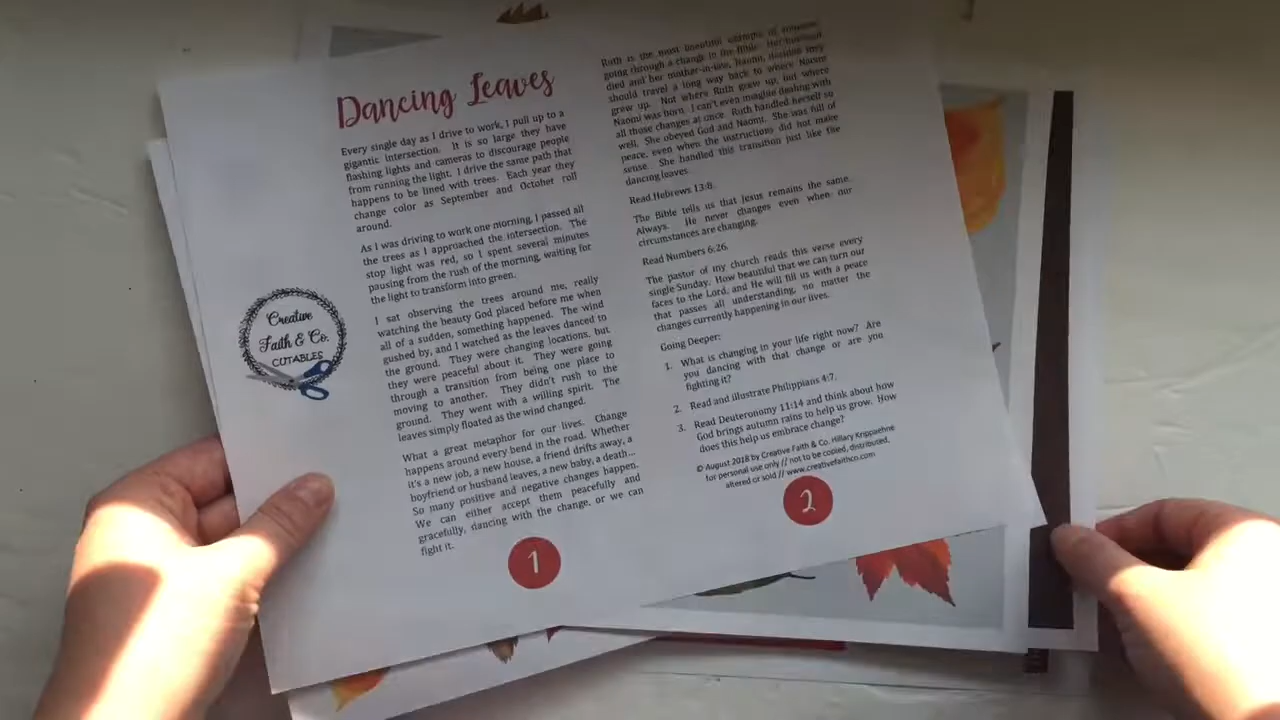 Dancing Leaves
Every single day as I drive to work, I pull up to a
gigantic intersection. It is so large they have
flashing lights and cameras to discourage people
from running the light. I drive the same path that
happens to be lined with trees. Each year they
change color as September and October roll
around.
As I was driving to work one morning, I passed all
the trees as I approached the intersection. The
stop light was red, so I spent several minutes
pausing from the rush of the morning, waiting for
the light to transform into green.
I sat observing the trees around me, really
watching the beauty God placed before me when
all of a sudden, something happened. The wind
gushed by, and I watched as the leaves danced to
the ground. They were changing locations, but
they were peaceful about it. They were going
through a transition from being one place to
moving to another. They didn't rush to the
ground. They went with a willing spirit. The
leaves simply floated as the wind changed.
What a great metaphor for our lives. Change
happens around every bend in the road. Whether
it's a new job, a new house, a friend drifts away, a
boyfriend or husband leaves, a new baby, a death...
So many positive and negative changes happen.
We can either accept them peacefully and
gracefully, dancing with the change, or we can
fight it.
1
Creative
Faith & Co.
CUTABLES
Ruth is the most beautiful example of someone
going through a change in the Bible. Her husband
died and her mother-in-law, Naomi, decides they
should travel a long way back to where Naomi
grew up. Not where Ruth grew up, but where
Naomi was born. I can't even imagine dealing with
all those changes at once. Ruth handled herself so
well. She obeyed God and Naomi. She was full of
peace, even when the instructions did not make
sense. She handled this transition just like the
dancing leaves.
Read Hebrews 13:8.
The Bible tells us that Jesus remains the same.
Always. He never changes even when our
circumstances are changing.
Read Numbers 6:26.
The pastor of my church reads this verse every
single Sunday. How beautiful that we can turn our
faces to the Lord, and He will fill us with a peace
that passes all understanding, no matter the
changes currently happening in our lives.
Going Deeper:
1. What is changing in your life right now? Are
you dancing with that change or are you
fighting it?
2. Read and illustrate Philippians 4:7.
3. Read Deuteronomy 11:14 and think about how
God brings autumn rains to help us grow. How
does this help us embrace change?
© August 2018 by Creative Faith & Co. Hillary Krippaehne
for personal use only // not to be copied, distributed,
altered or sold // www.creativefaithco.com
2